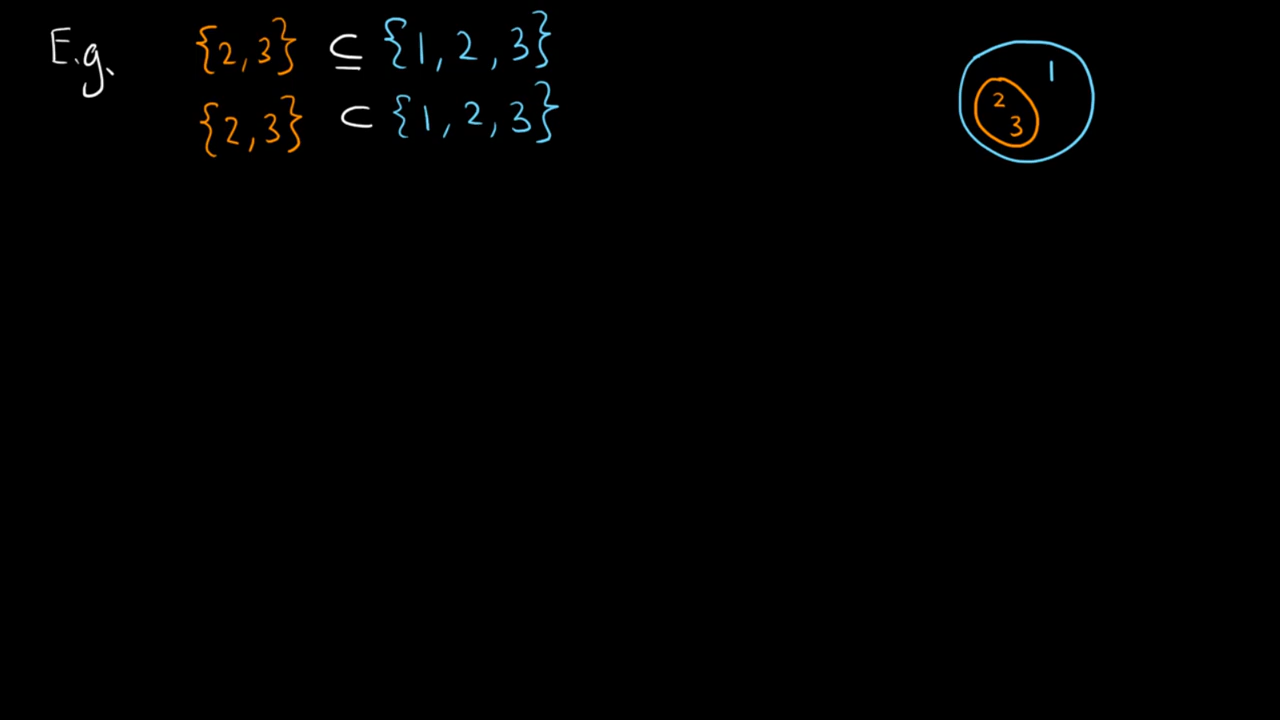 E.g. {2,3} ⊆ {1,2,3}
{2,3} ⊂ {1,2,3}
1
2
3